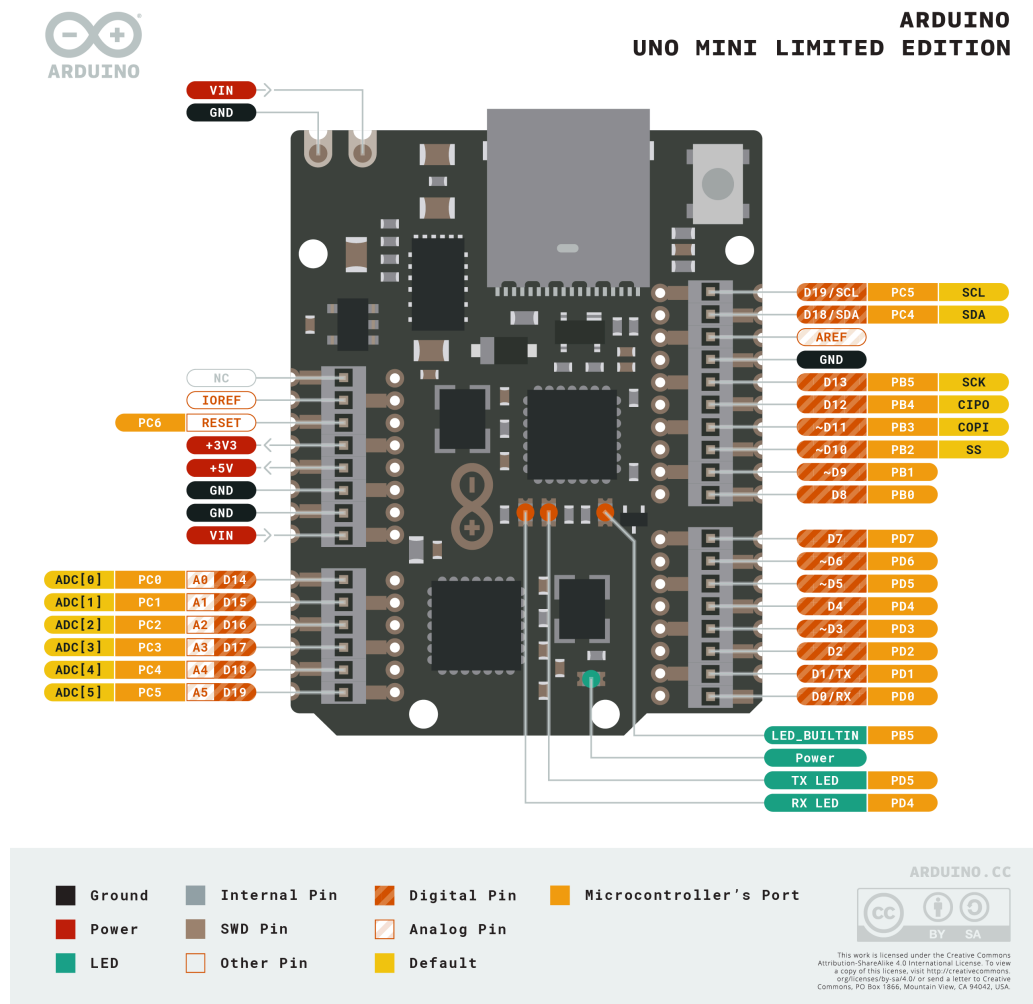 ARDUINO
UNO MINI LIMITED EDITION
ARDUINO
VIN
GND
NC
IOREF
PC6 RESET
+3V3
+5V
GND
GND
VIN
ADC[0] PC0 A0 D14
ADC[1] PC1 A1 D15
ADC[2] PC2 A2 D16
ADC[3] PC3 A3 D17
ADC[4] PC4 A4 D18
ADC[5] PC5 A5 D19
D19/SCL PC5 SCL
D18/SDA PC4 SDA
AREF
GND
D13 PB5 SCK
D12 PB4 CIPO
~D11 PB3 COPI
~D10 PB2 SS
~D9 PB1
D8 PB0
D7 PD7
~D6 PD6
~D5 PD5
D4 PD4
~D3 PD3
D2 PD2
D1/TX PD1
D0/RX PD0
LED_BUILTIN PB5
Power
TX LED PD5
RX LED PD4
Ground
Power
LED
Internal Pin
SWD Pin
Other Pin
Digital Pin
Analog Pin
Default
Microcontroller's Port
ARDUINO.CC
cc
BY SA
This work is licensed under the Creative Commons
Attribution-ShareAlike 4.0 International License. To view
a copy of this license, visit http://creativecommons.
org/licenses/by-sa/4.0/ or send a letter to Creative
Commons, PO Box 1866, Mountain View, CA 94042, USA.